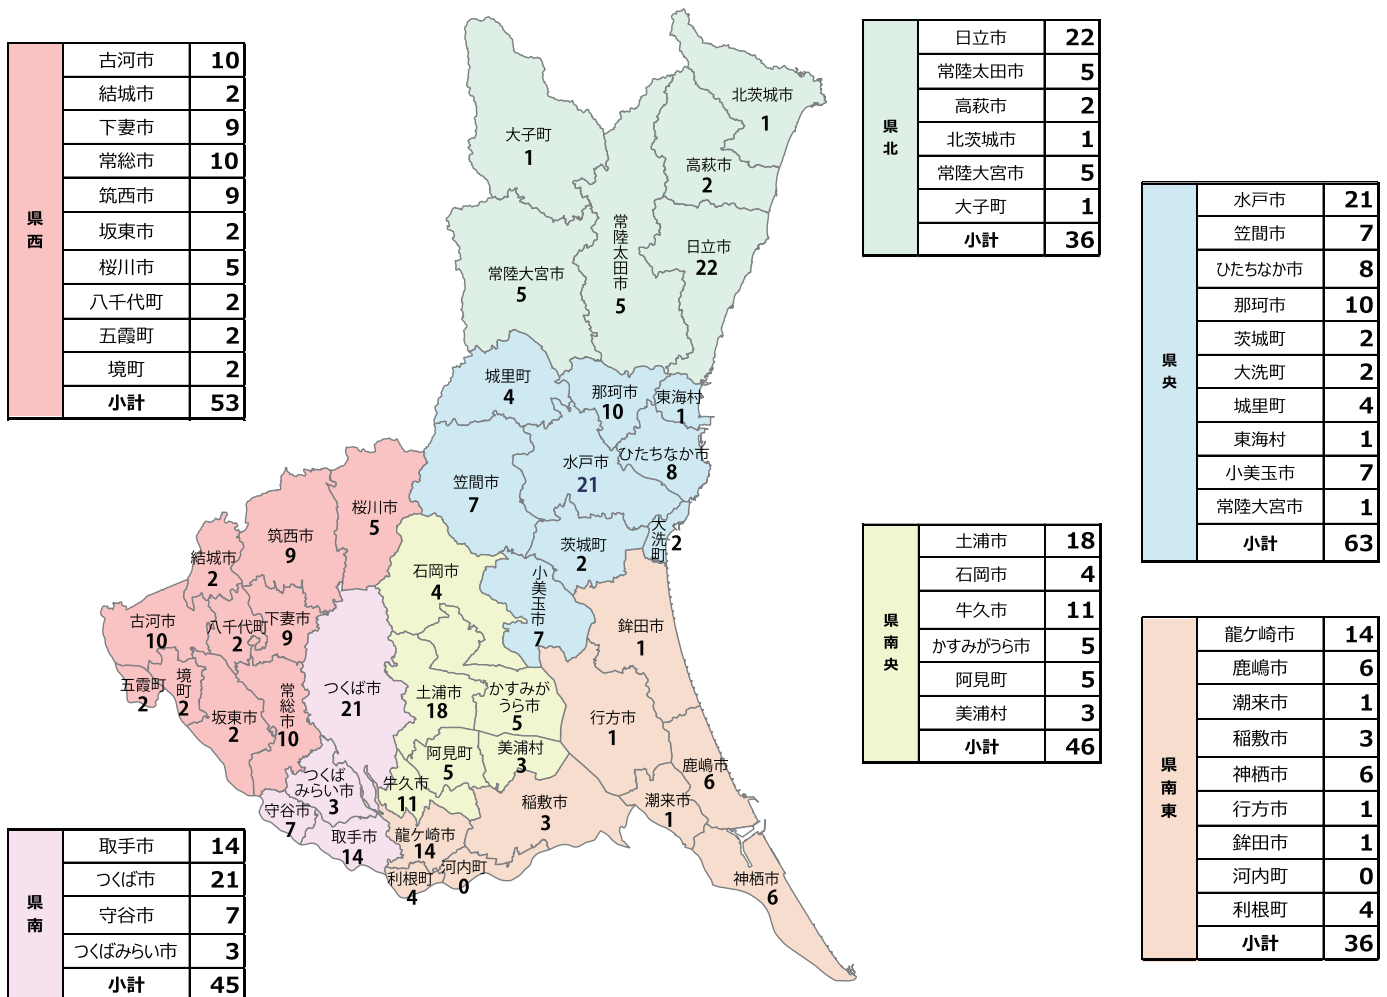 県西
古河市 10
結城市 2
下妻市 9
常総市 10
筑西市 9
坂東市 2
桜川市 5
八千代町 2
五霞町 2
境町 2
小計 53
県北
日立市 22
常陸太田市 5
高萩市 2
北茨城市 1
常陸大宮市 5
大子町 1
小計 36
県央
水戸市 21
笠間市 7
ひたちなか市 8
那珂市 10
茨城町 2
大洗町 2
城里町 4
東海村 1
小美玉市 7
常陸大宮市 1
小計 63
県南央
土浦市 18
石岡市 4
牛久市 11
かすみがうら市 5
阿見町 5
美浦村 3
小計 46
県南東
龍ケ崎市 14
鹿嶋市 6
潮来市 1
稲敷市 3
神栖市 6
行方市 1
鉾田市 1
河内町 0
利根町 4
小計 36
県南
取手市 14
つくば市 21
守谷市 7
つくばみらい市 3
小計 45
北茨城市
1
大子町
1
高萩市
2
常陸太田市
5
日立市
22
常陸大宮市
5
城里町
4
那珂市
10
東海村
1
ひたちなか市
8
水戸市
21
笠間市
7
大洗町
2
茨城町
2
小美玉市
7
桜川市
5
筑西市
9
結城市
2
古河市
10
八千代町
2
下妻市
9
五霞町
2
境町
2
坂東市
2
常総市
10
石岡市
4
土浦市
18
かすみが
うら市
5
阿見町
5
美浦村
3
牛久市
11
つくば市
21
つくば
みらい市
3
守谷市
7
取手市
14
鉾田市
1
行方市
1
鹿嶋市
6
潮来市
1
稲敷市
3
龍ケ崎市
14
河内町
0
利根町
4
神栖市
6